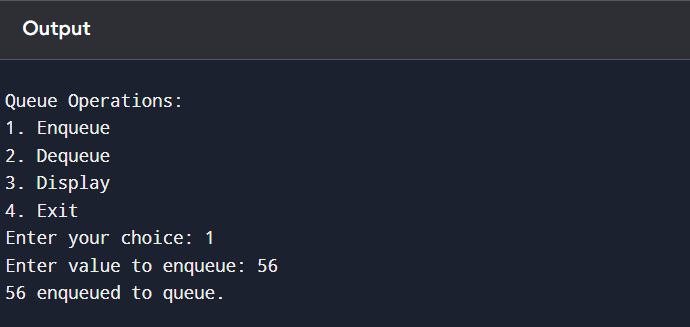 Output
Queue Operations:
1. Enqueue
2. Dequeue
3. Display
4. Exit
Enter your choice: 1
Enter value to enqueue: 56
56 enqueued to queue.